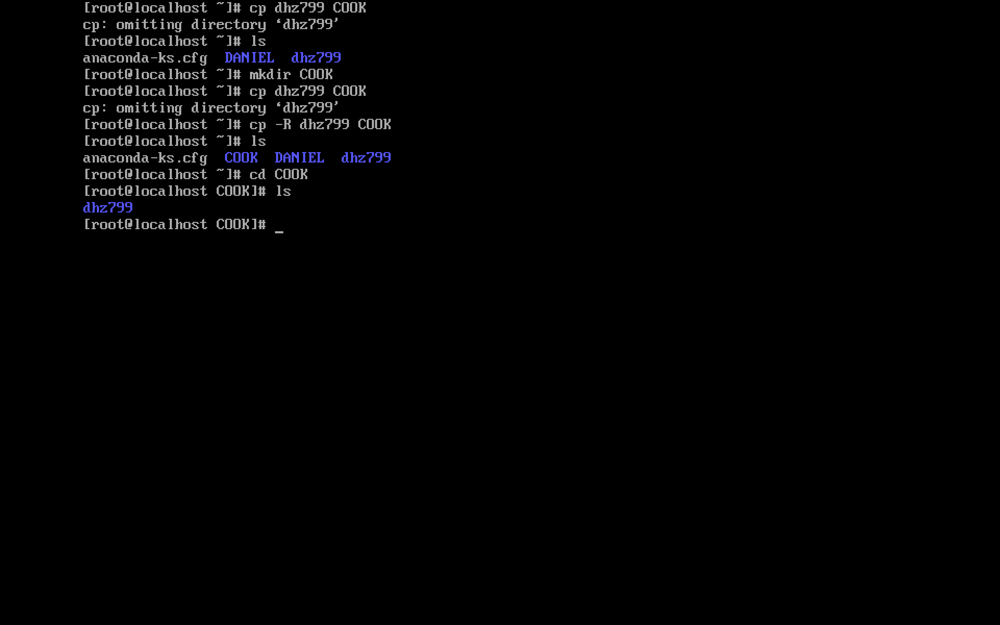 [root@localhost ~]# cp dhz799 COOK
cp: omitting directory ‘dhz799’
[root@localhost ~]# ls
anaconda-ks.cfg  DANIEL  dhz799
[root@localhost ~]# mkdir COOK
[root@localhost ~]# cp dhz799 COOK
cp: omitting directory ‘dhz799’
[root@localhost ~]# cp -R dhz799 COOK
[root@localhost ~]# ls
anaconda-ks.cfg  COOK  DANIEL  dhz799
[root@localhost ~]# cd COOK
[root@localhost COOK]# ls
dhz799
[root@localhost COOK]# _